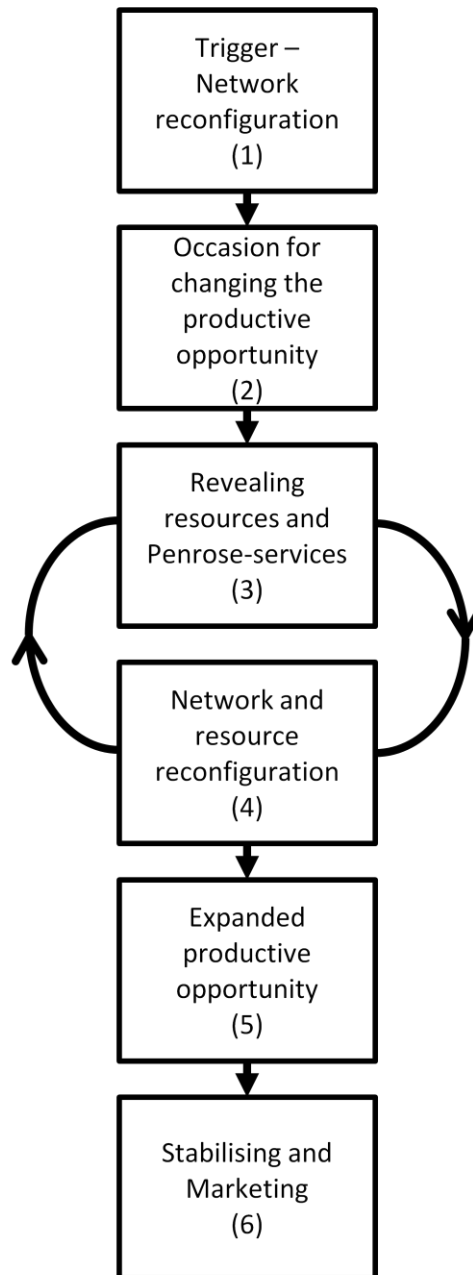 Trigger –
Network
reconfiguration
(1)
Occasion for
changing the
productive
opportunity
(2)
Revealing
resources and
Penrose-services
(3)
Network and
resource
reconfiguration
(4)
Expanded
productive
opportunity
(5)
Stabilising and
Marketing
(6)